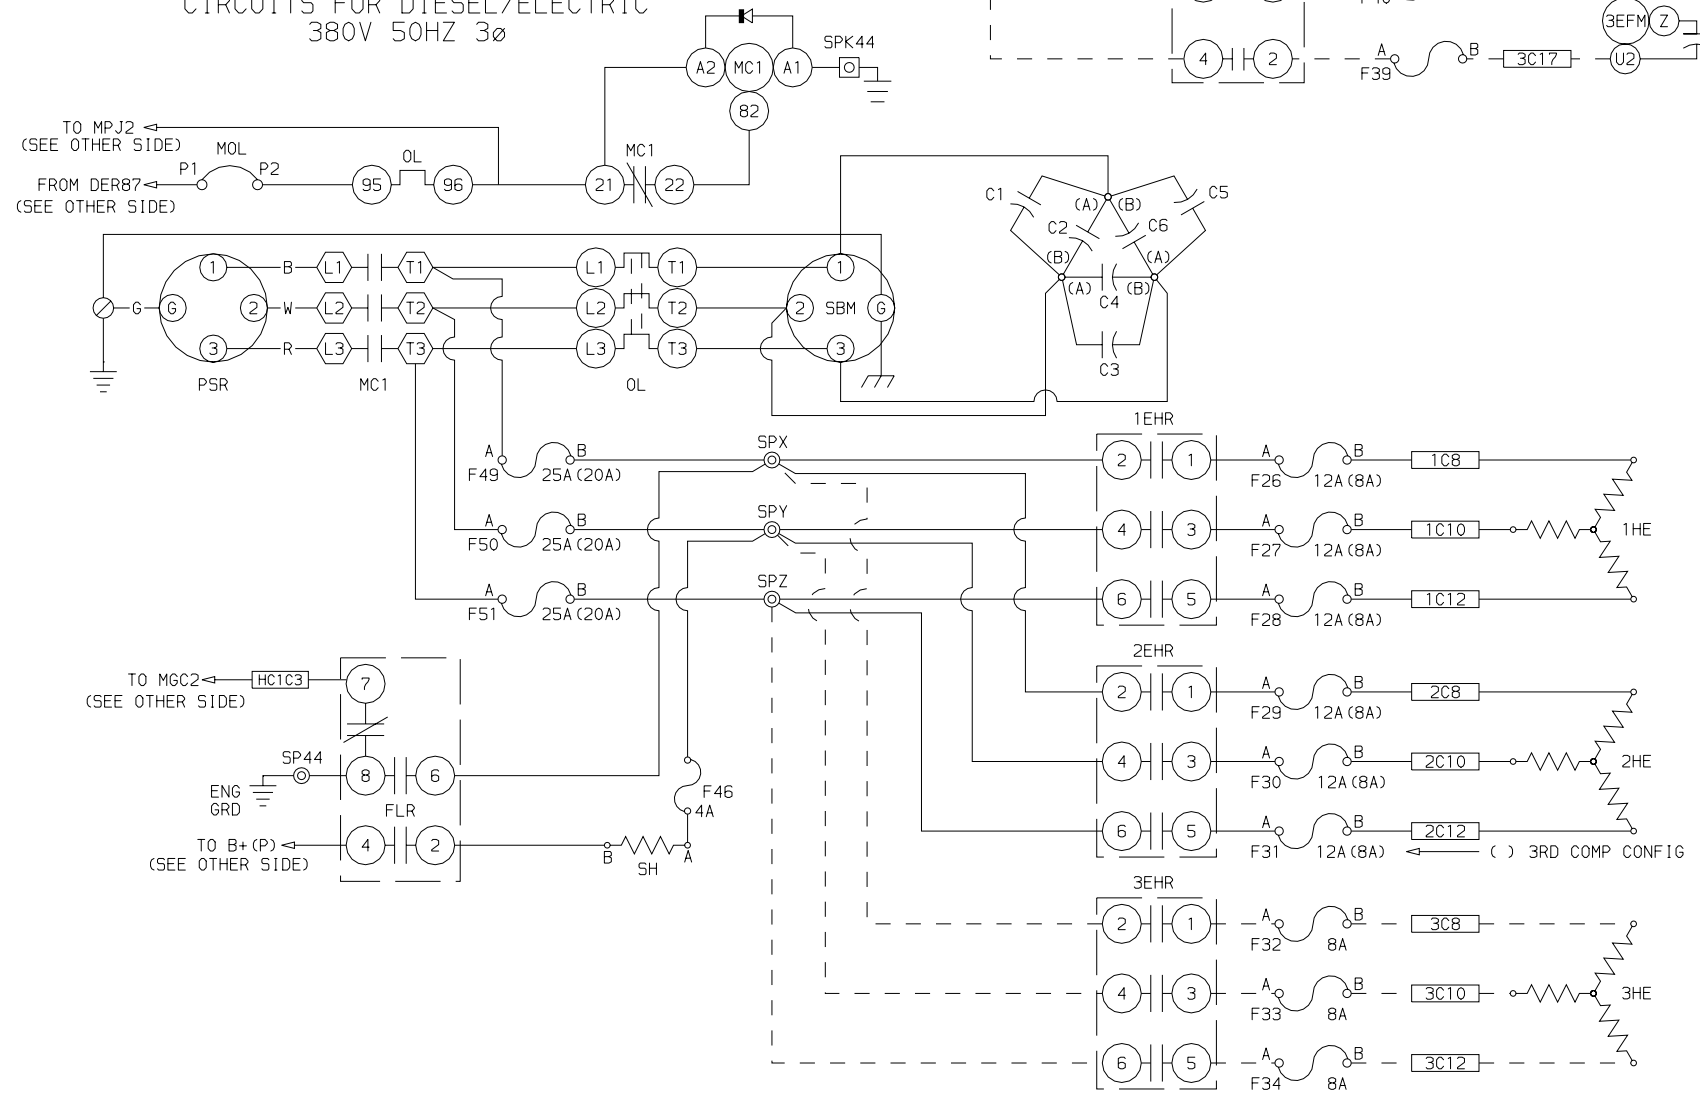 CIRCUITS FOR DIESEL/ELECTRIC
380V 50HZ 3ø
A2 MC1 A1
SPK44
82
4 2
A B
F39
3C17
3EFM Z
U2
TO MPJ2
(SEE OTHER SIDE)
P1 MOL P2
FROM DER87
(SEE OTHER SIDE)
95 OL 96
21 MC1 22
C1 (A) (B) C5
C2 C6
(B) (A)
(A) C4 (B)
C3
1 B L1 T1 L1 T1 1
G G 2 W L2 T2 L2 T2 2 SBM G
3 R L3 T3 L3 T3 3
PSR MC1 OL
A B
F49 25A(20A)
SPX
1EHR
2 1
A B
F26 12A(8A)
1C8
A B
F50 25A(20A)
SPY
4 3
A B
F27 12A(8A)
1C10
1HE
A B
F51 25A(20A)
SPZ
6 5
A B
F28 12A(8A)
1C12
TO MGC2
(SEE OTHER SIDE)
HC1C3
7
2EHR
2 1
A B
F29 12A(8A)
2C8
SP44
ENG
GRD
8 6
FLR
F46
4A
4 3
A B
F30 12A(8A)
2C10
2HE
TO B+(P)
(SEE OTHER SIDE)
4 2
B SH A
6 5
A B
F31 12A(8A)
2C12
( ) 3RD COMP CONFIG
3EHR
2 1
A B
F32 8A
3C8
4 3
A B
F33 8A
3C10
3HE
6 5
A B
F34 8A
3C12